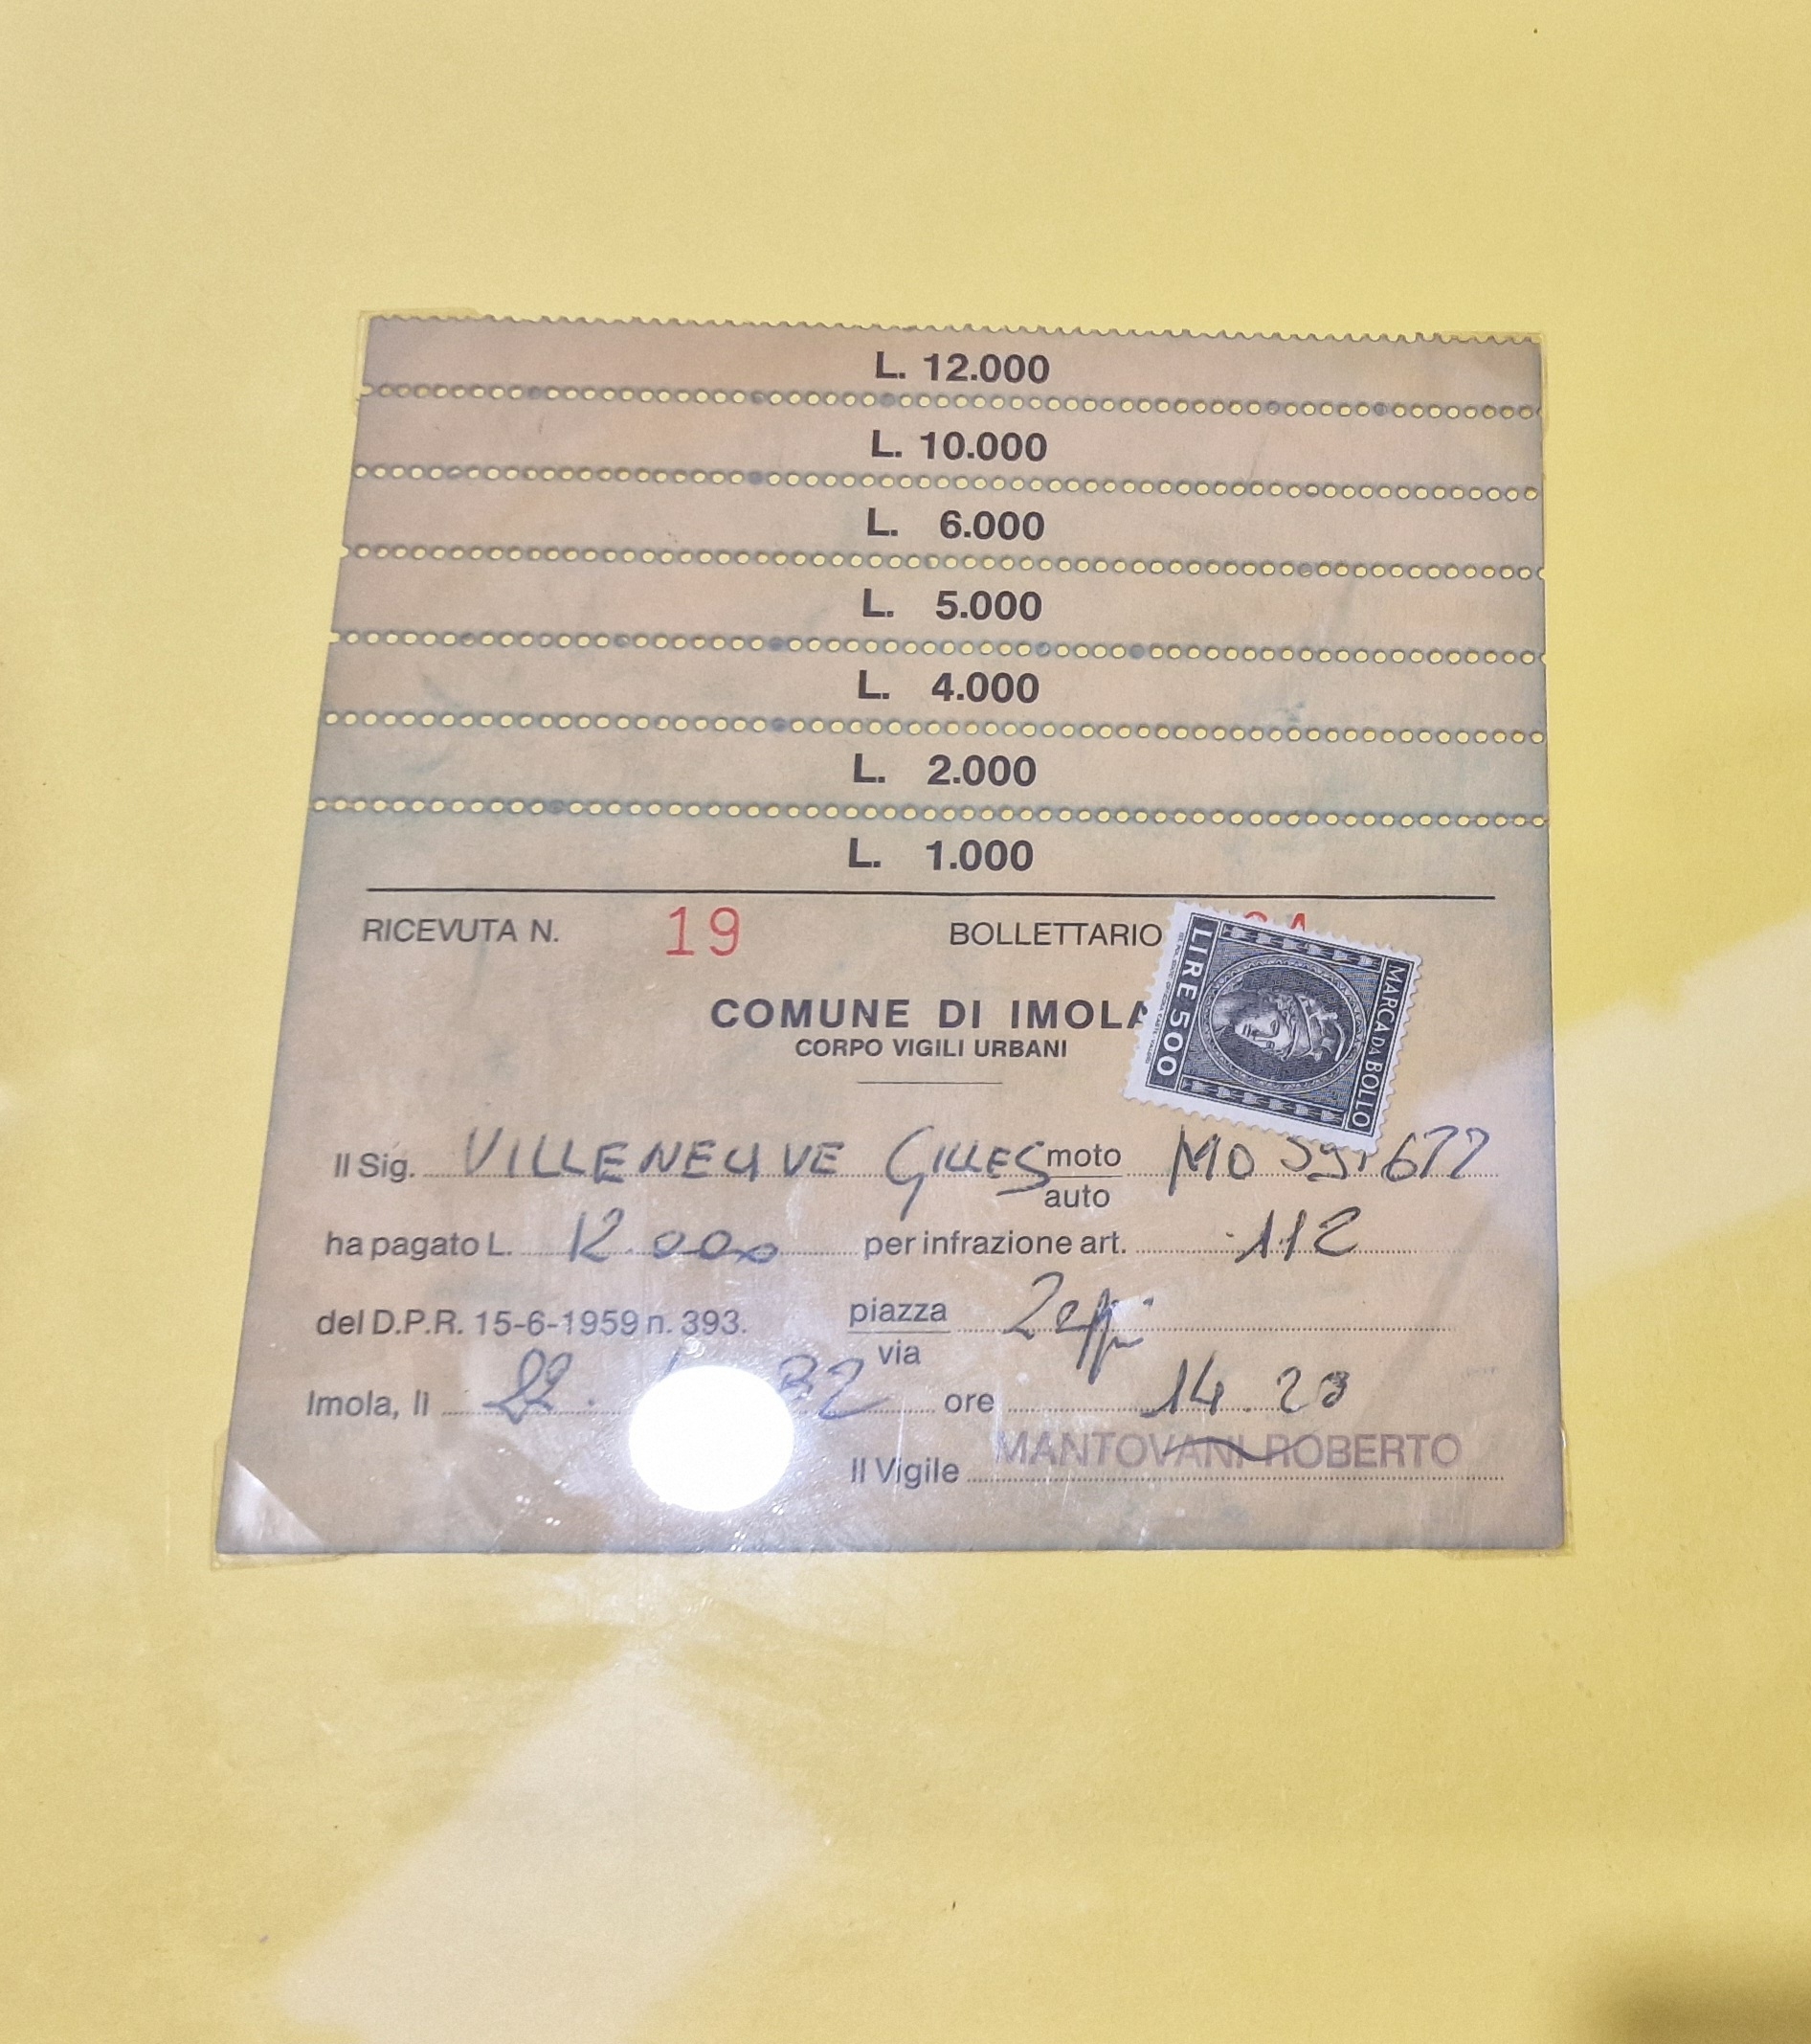 L. 12.000
L. 10.000
L. 6.000
L. 5.000
L. 4.000
L. 2.000
L. 1.000
RICEVUTA N. 19 BOLLETTARIO
LIRE 500
MARCA DA BOLLO
COMUNE DI IMOLA
CORPO VIGILI URBANI
Il Sig. VILLENEUVE GILLES moto MO
auto
ha pagato L. 12.000 per infrazione art. 112
del D.P.R. 15-6-1959 n. 393. piazza
via
Imola, li 22. 82 ore 14.20
Il Vigile MANTOVANI ROBERTO